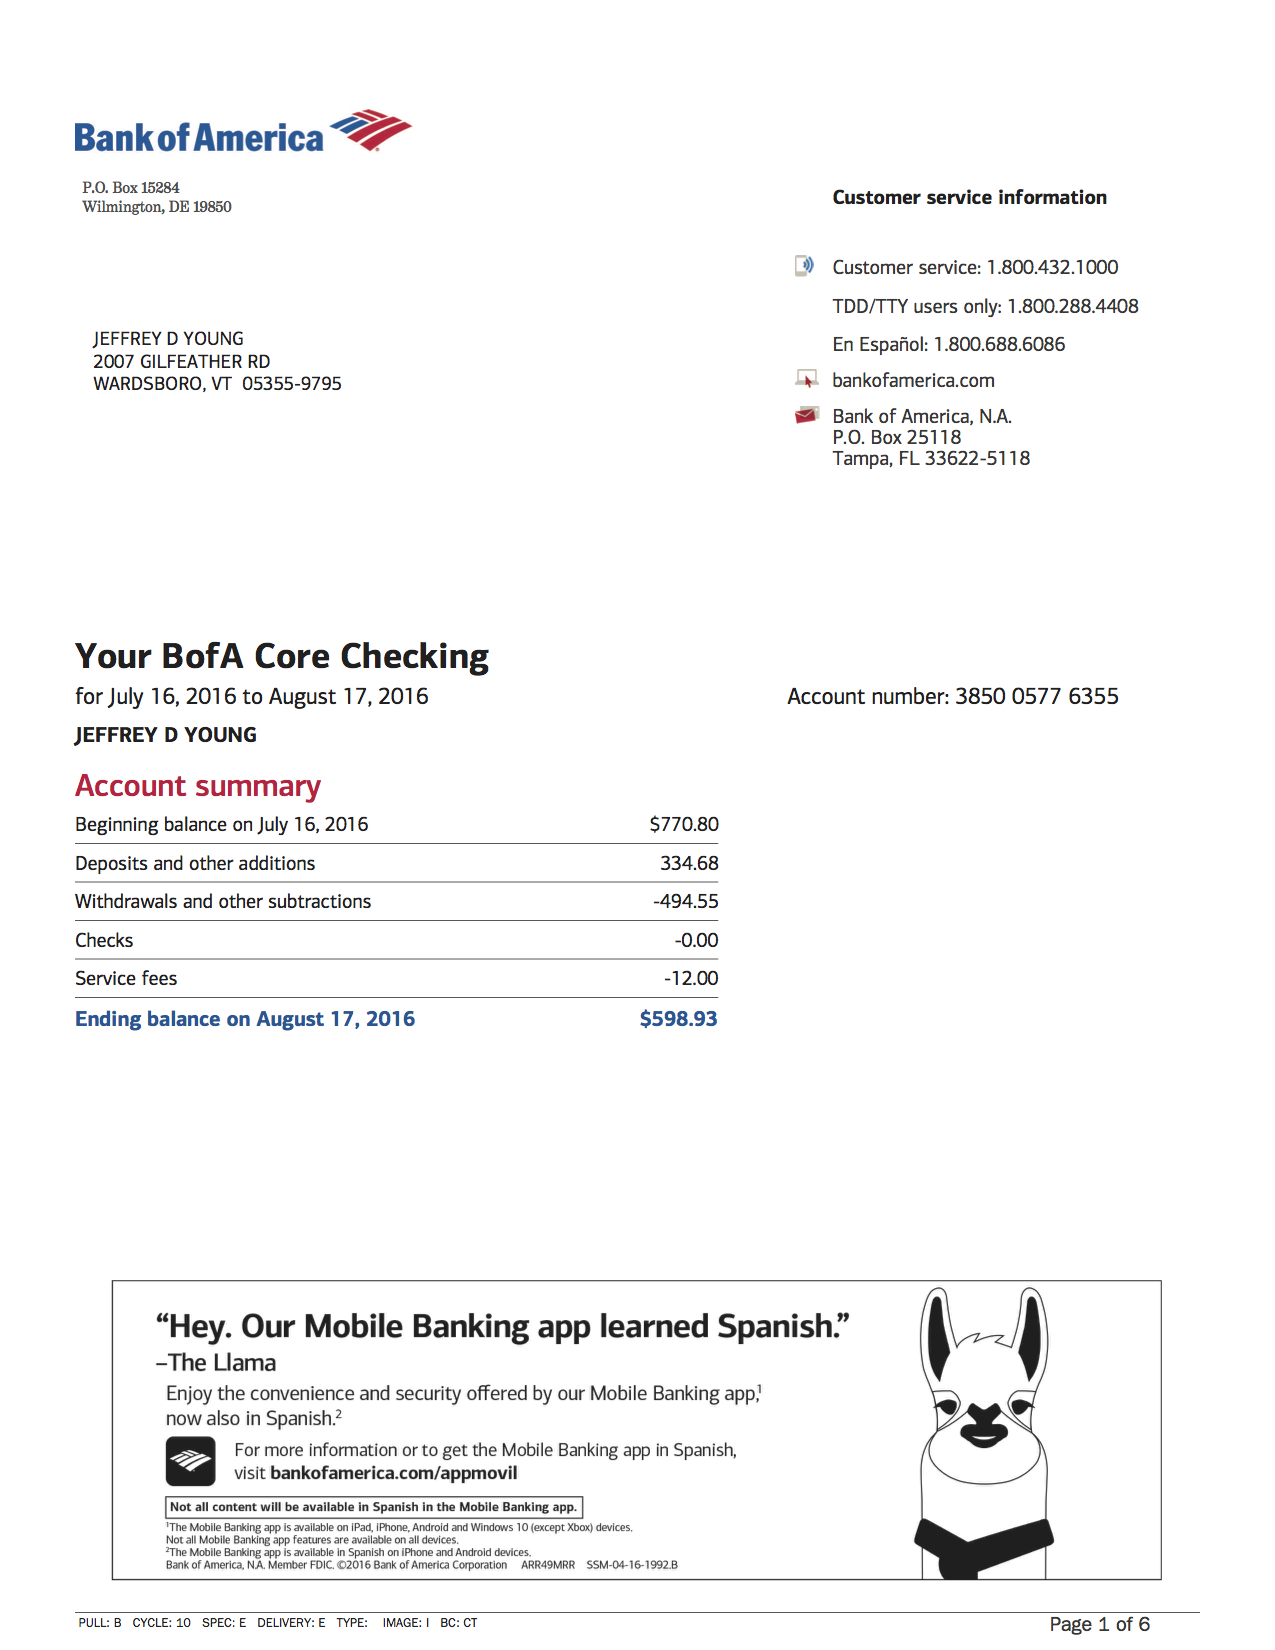 Bank of America
P.O. Box 15284
Wilmington, DE 19850
Customer service information
Customer service: 1.800.432.1000
TDD/TTY users only: 1.800.288.4408
En Español: 1.800.688.6086
bankofamerica.com
Bank of America, N.A.
P.O. Box 25118
Tampa, FL 33622-5118
JEFFREY D YOUNG
2007 GILFEATHER RD
WARDSBORO, VT 05355-9795
Your BofA Core Checking
for July 16, 2016 to August 17, 2016 Account number: 3850 0577 6355
JEFFREY D YOUNG
Account summary
Beginning balance on July 16, 2016 $770.80
Deposits and other additions 334.68
Withdrawals and other subtractions -494.55
Checks -0.00
Service fees -12.00
Ending balance on August 17, 2016 $598.93
“Hey. Our Mobile Banking app learned Spanish.”
–The Llama
Enjoy the convenience and security offered by our Mobile Banking app,¹
now also in Spanish.²
For more information or to get the Mobile Banking app in Spanish,
visit bankofamerica.com/appmovil
Not all content will be available in Spanish in the Mobile Banking app.
¹The Mobile Banking app is available on iPad, iPhone, Android and Windows 10 (except Xbox) devices.
Not all Mobile Banking app features are available on all devices.
²The Mobile Banking app is available in Spanish on iPhone and Android devices.
Bank of America, N.A. Member FDIC. ©2016 Bank of America Corporation ARR49MRR SSM-04-16-1992.B
PULL: B CYCLE: 10 SPEC: E DELIVERY: E TYPE: IMAGE: I BC: CT
Page 1 of 6